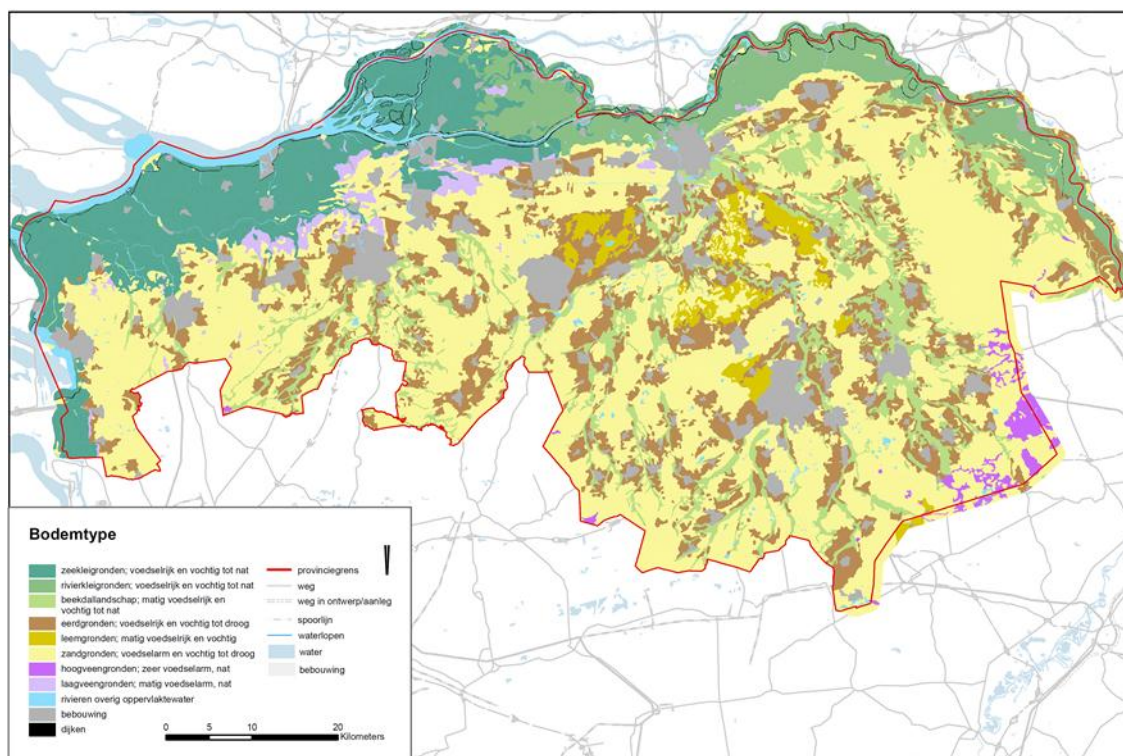 Bodemtype
zeekleigronden; voedselrijk en vochtig tot nat
rivierkleigronden; voedselrijk en vochtig tot nat
beekdallandschap; matig voedselrijk en
vochtig tot nat
eerdgronden; voedselrijk en vochtig tot droog
leemgronden; matig voedselrijk en vochtig
zandgronden; voedselarm en vochtig tot droog
hoogveengronden; zeer voedselarm, nat
laagveengronden; matig voedselarm, nat
rivieren overig oppervlaktewater
bebouwing
dijken
provinciegrens
weg
weg in ontwerp/aanleg
spoorlijn
waterlopen
water
bebouwing
0 5 10 20
Kilometers